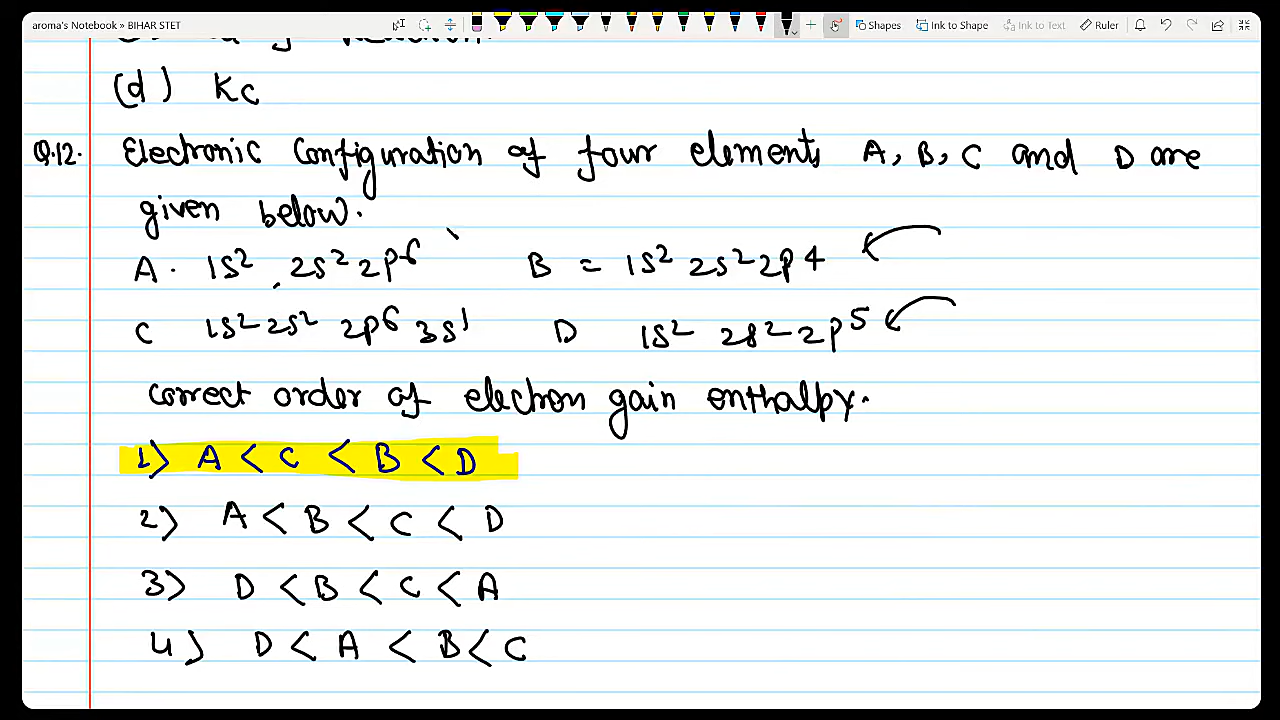 aroma's Notebook » BIHAR STET
Shapes Ink to Shape Ink to Text Ruler
(d) Kc
Q.12. Electronic Configuration of four elements A, B, C and D are
given below.
A. 1s² 2s² 2p⁶ B = 1s² 2s² 2p⁴
C 1s² 2s² 2p⁶ 3s¹ D 1s² 2s² 2p⁵
correct order of electron gain enthalpy.
1) A < C < B < D
2) A < B < C < D
3) D < B < C < A
4) D < A < B < C